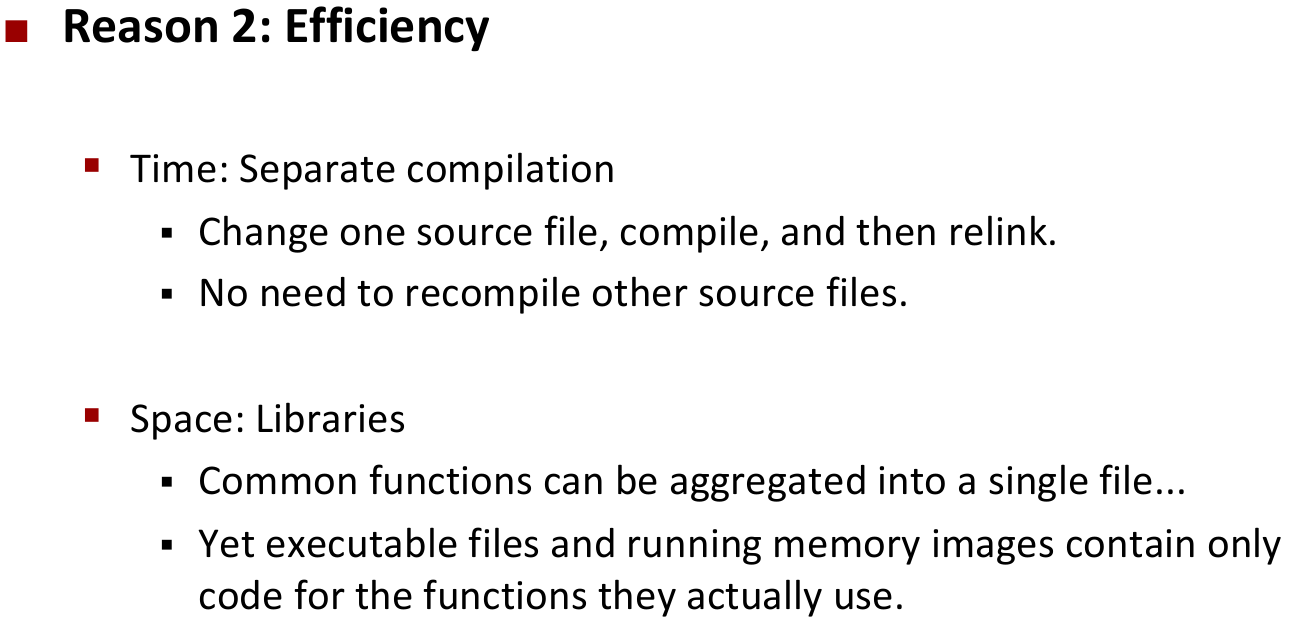 Reason 2: Efficiency
Time: Separate compilation
Change one source file, compile, and then relink.
No need to recompile other source files.
Space: Libraries
Common functions can be aggregated into a single file...
Yet executable files and running memory images contain only
code for the functions they actually use.